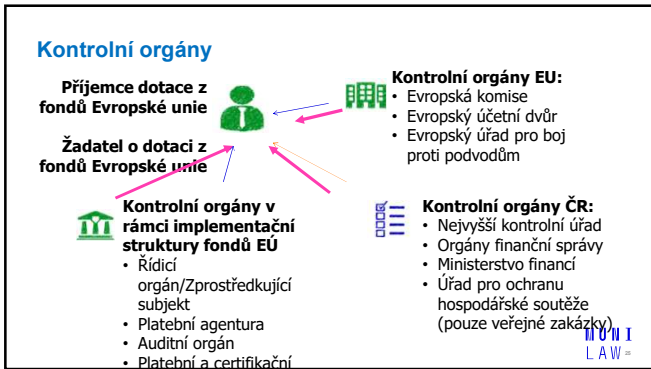 Kontrolní orgány
Příjemce dotace z
fondů Evropské unie
Žadatel o dotaci z
fondů Evropské unie
Kontrolní orgány EU:
• Evropská komise
• Evropský účetní dvůr
• Evropský úřad pro boj
proti podvodům
Kontrolní orgány v
rámci implementační
struktury fondů EÚ
• Řídicí
orgán/Zprostředkující
subjekt
• Platební agentura
• Auditní orgán
• Platební a certifikační
Kontrolní orgány ČR:
• Nejvyšší kontrolní úřad
• Orgány finanční správy
• Ministerstvo financí
• Úřad pro ochranu
hospodářské soutěže
(pouze veřejné zakázky)
MUNI
LAW